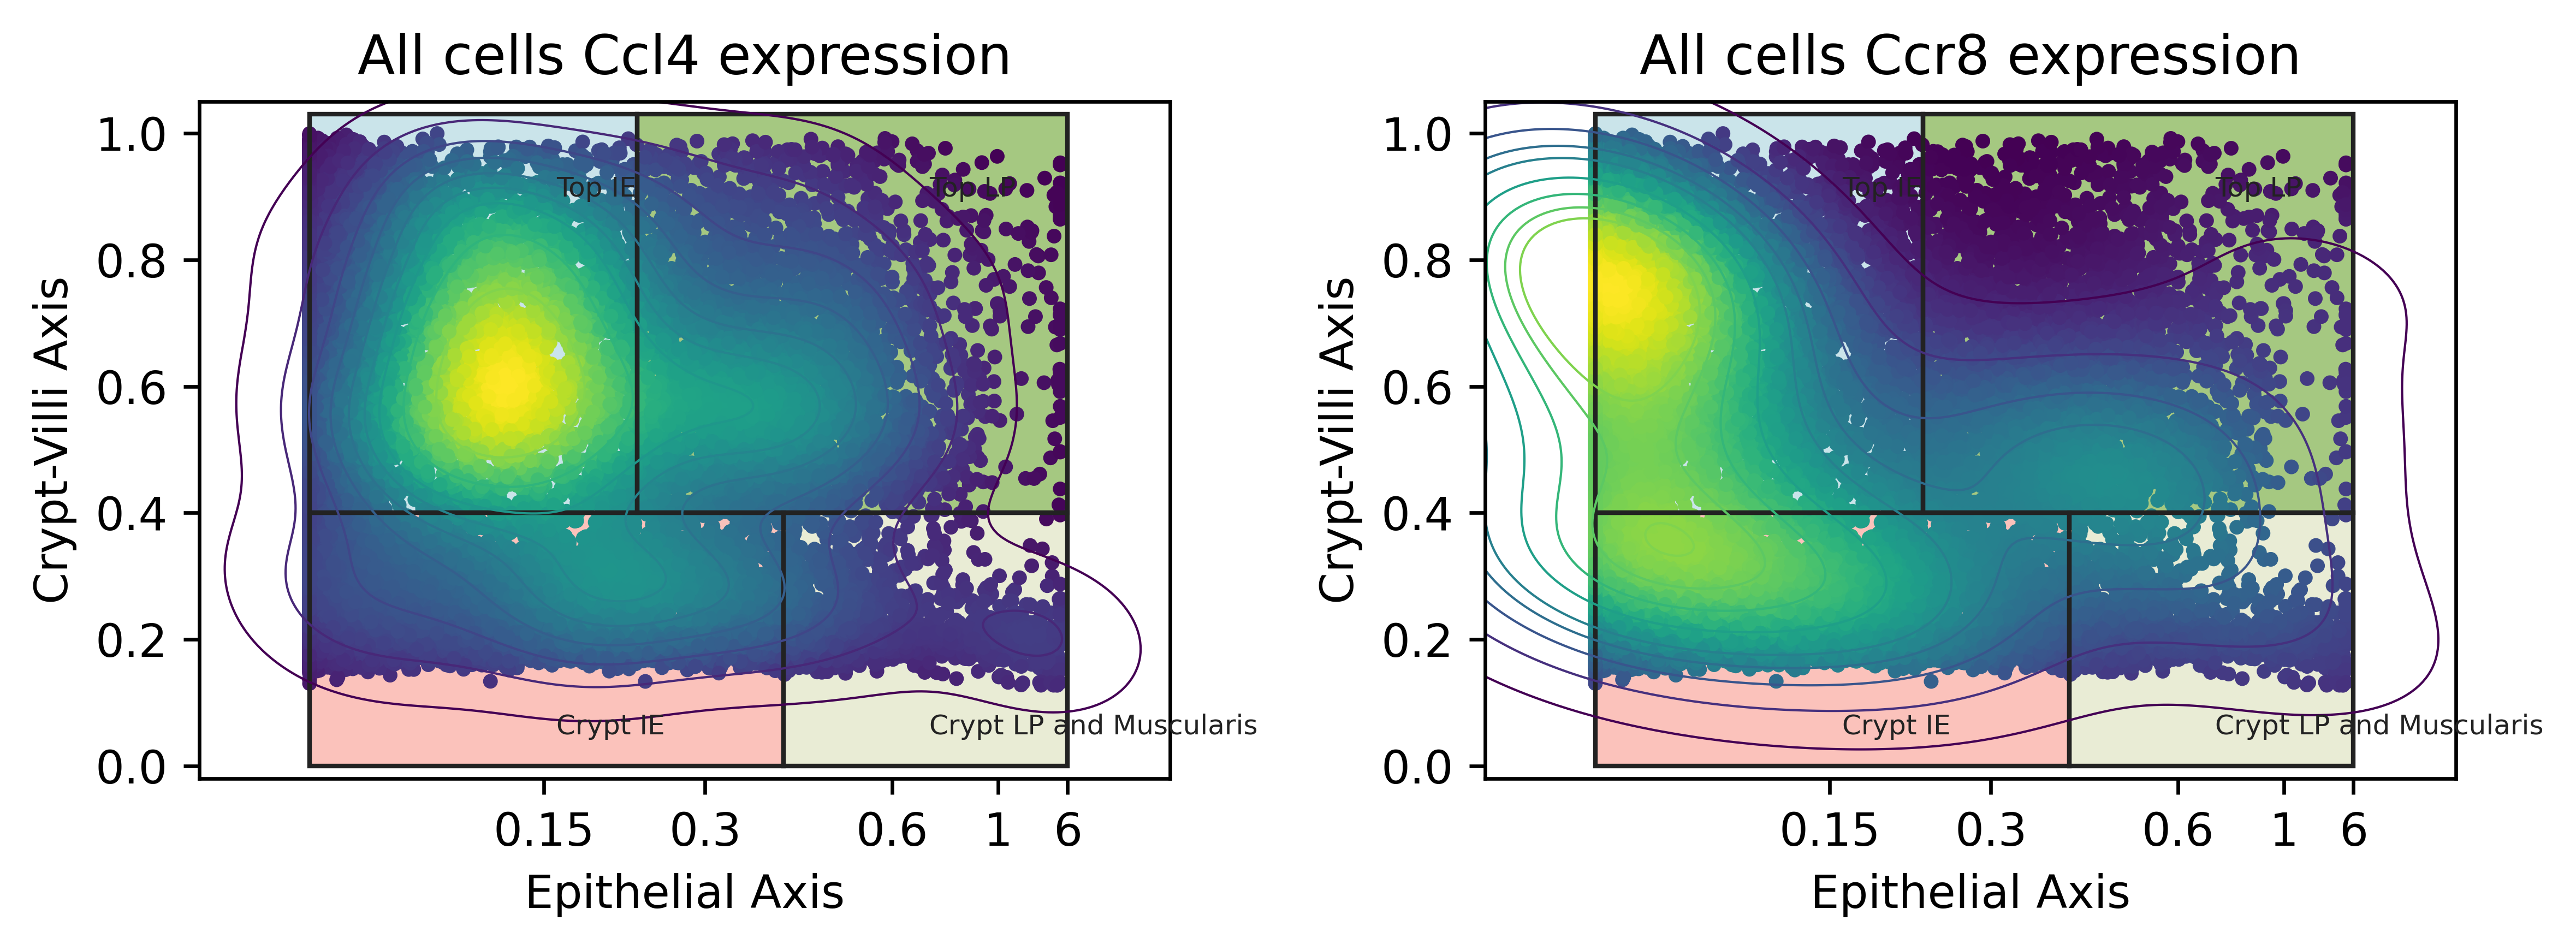 All cells Ccl4 expression
All cells Ccr8 expression
Crypt-Villi Axis
1.0
0.8
0.6
0.4
0.2
0.0
Top IE
Top LP
Crypt IE
Crypt LP and Muscularis
0.15 0.3 0.6 1 6
Epithelial Axis
Crypt-Villi Axis
1.0
0.8
0.6
0.4
0.2
0.0
Top IE
Top LP
Crypt IE
Crypt LP and Muscularis
0.15 0.3 0.6 1 6
Epithelial Axis